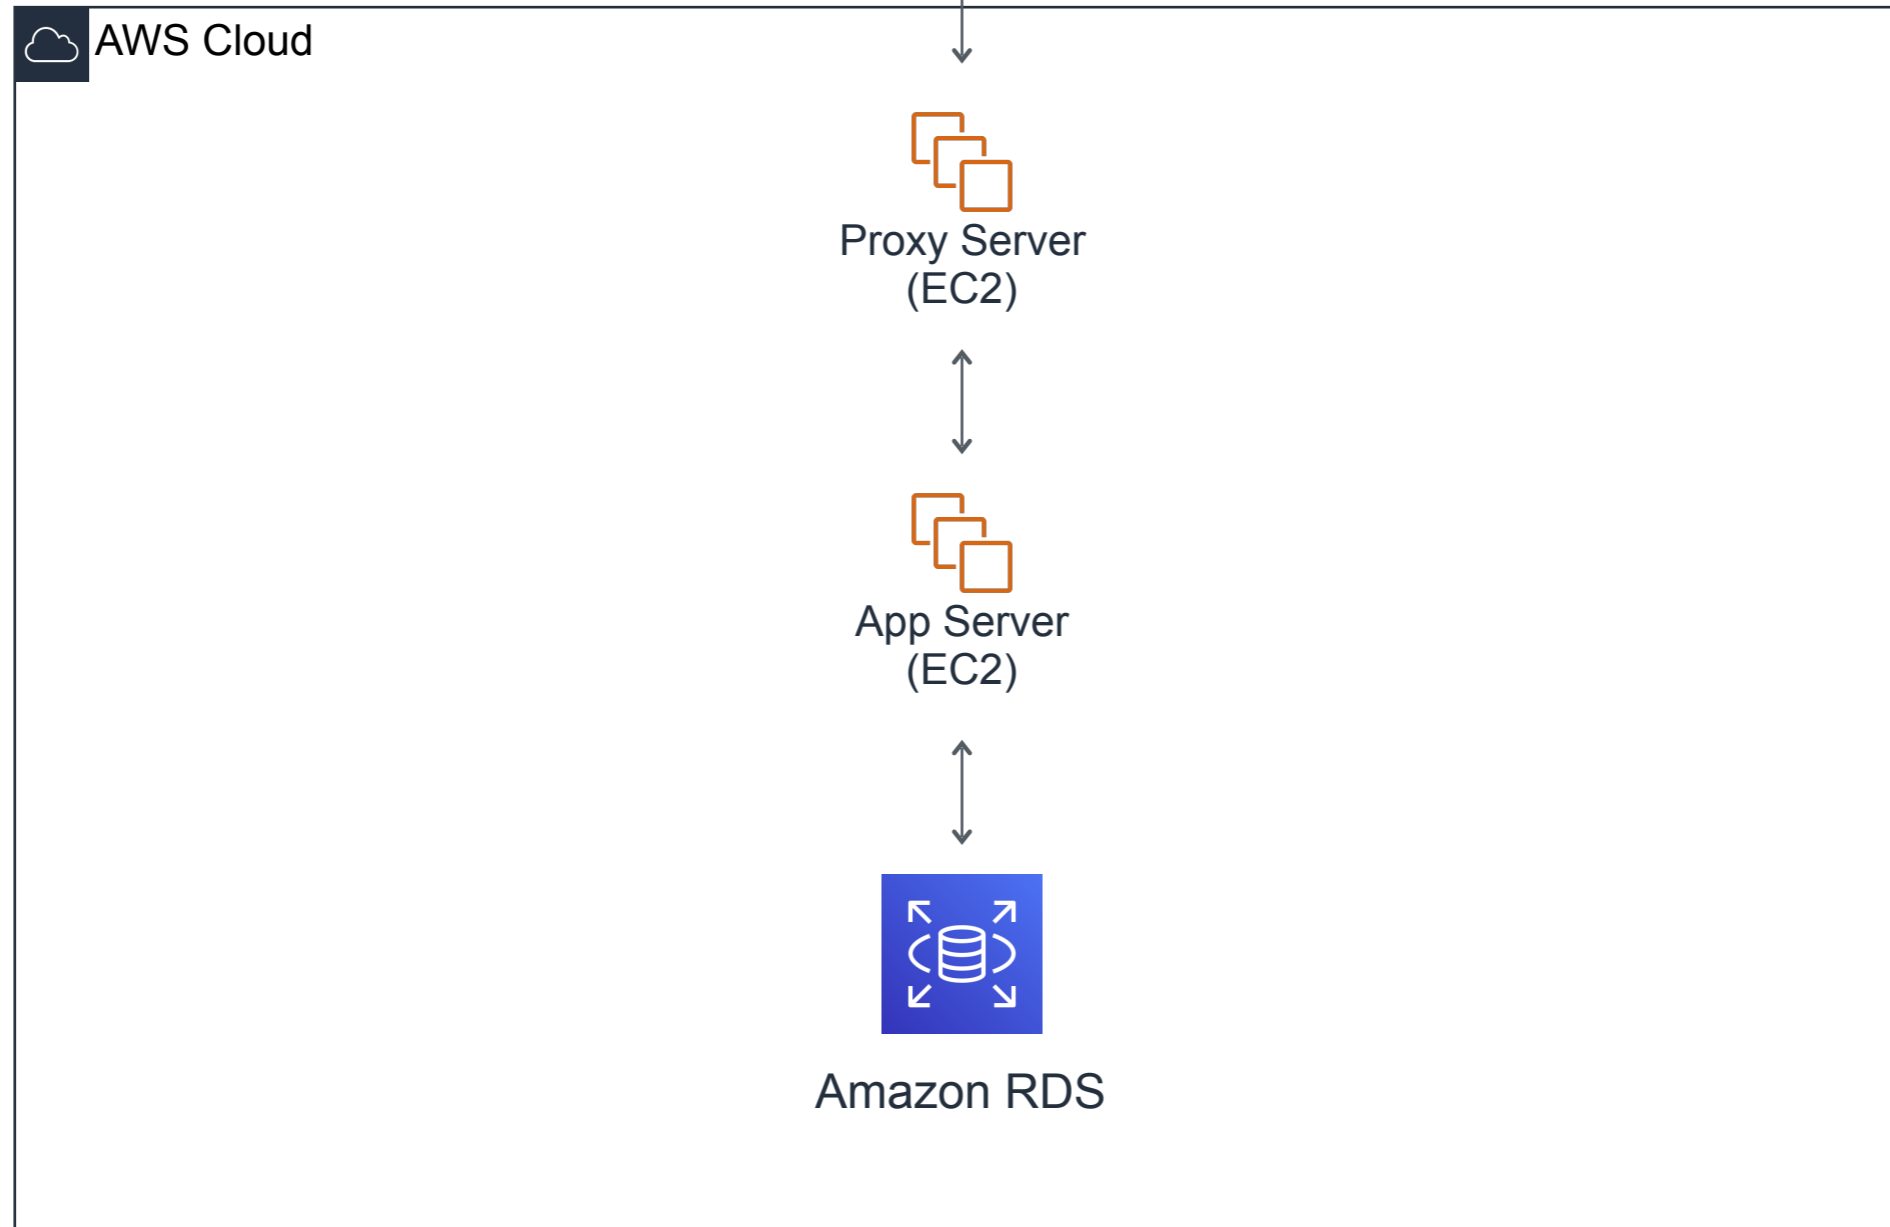 AWS Cloud
Proxy Server
(EC2)
App Server
(EC2)
Amazon RDS